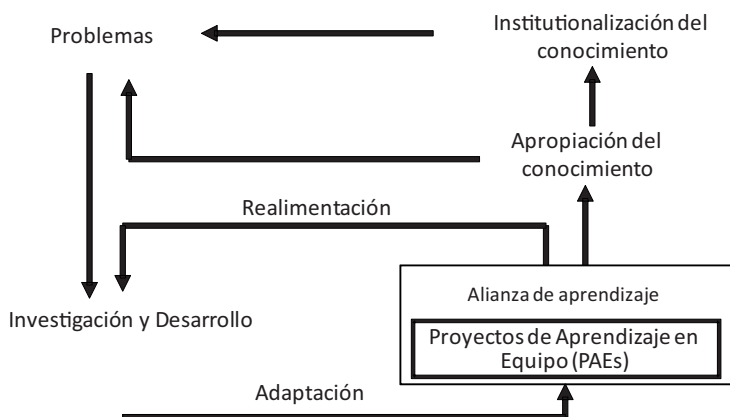 Problemas
Institutionalización del
conocimiento
Apropiación del
conocimiento
Realimentación
Alianza de aprendizaje
Investigación y Desarrollo
Proyectos de Aprendizaje en
Equipo (PAEs)
Adaptación